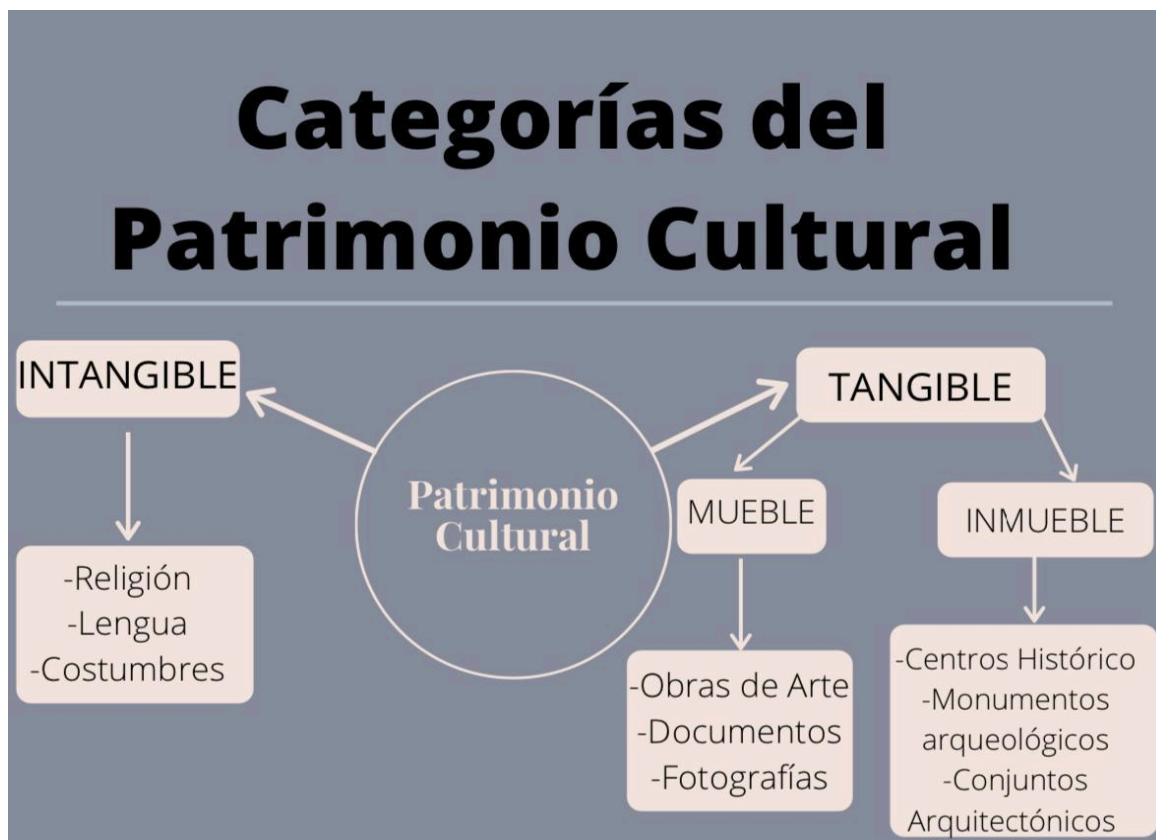 Categorías del
Patrimonio Cultural
INTANGIBLE
-Religión
-Lengua
-Costumbres
Patrimonio
Cultural
TANGIBLE
MUEBLE
-Obras de Arte
-Documentos
-Fotografías
INMUEBLE
-Centros Histórico
-Monumentos
arqueológicos
-Conjuntos
Arquitectónicos